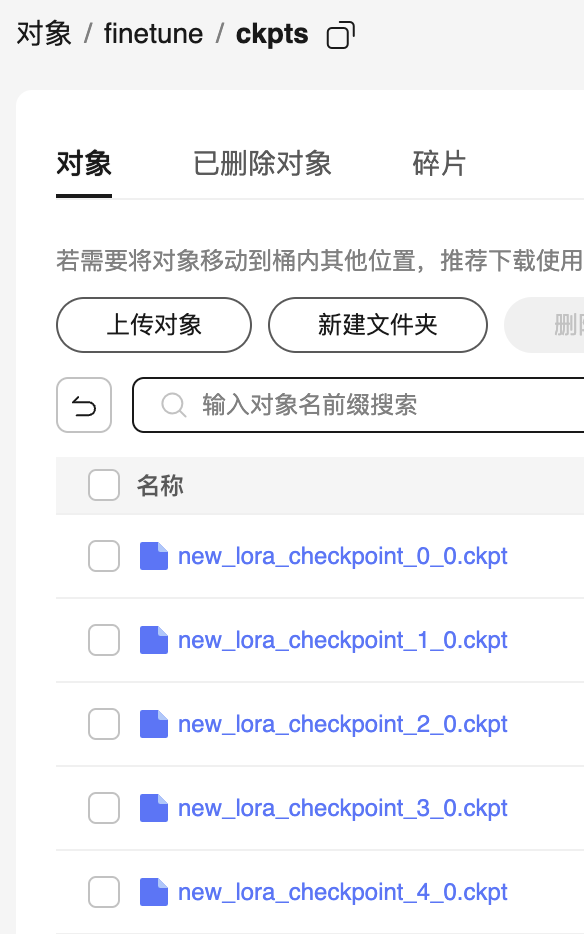 对象 / finetune / ckpts
对象 已删除对象 碎片
若需要将对象移动到桶内其他位置，推荐下载使用
上传对象 新建文件夹 删
输入对象名前缀搜索
名称
new_lora_checkpoint_0_0.ckpt
new_lora_checkpoint_1_0.ckpt
new_lora_checkpoint_2_0.ckpt
new_lora_checkpoint_3_0.ckpt
new_lora_checkpoint_4_0.ckpt